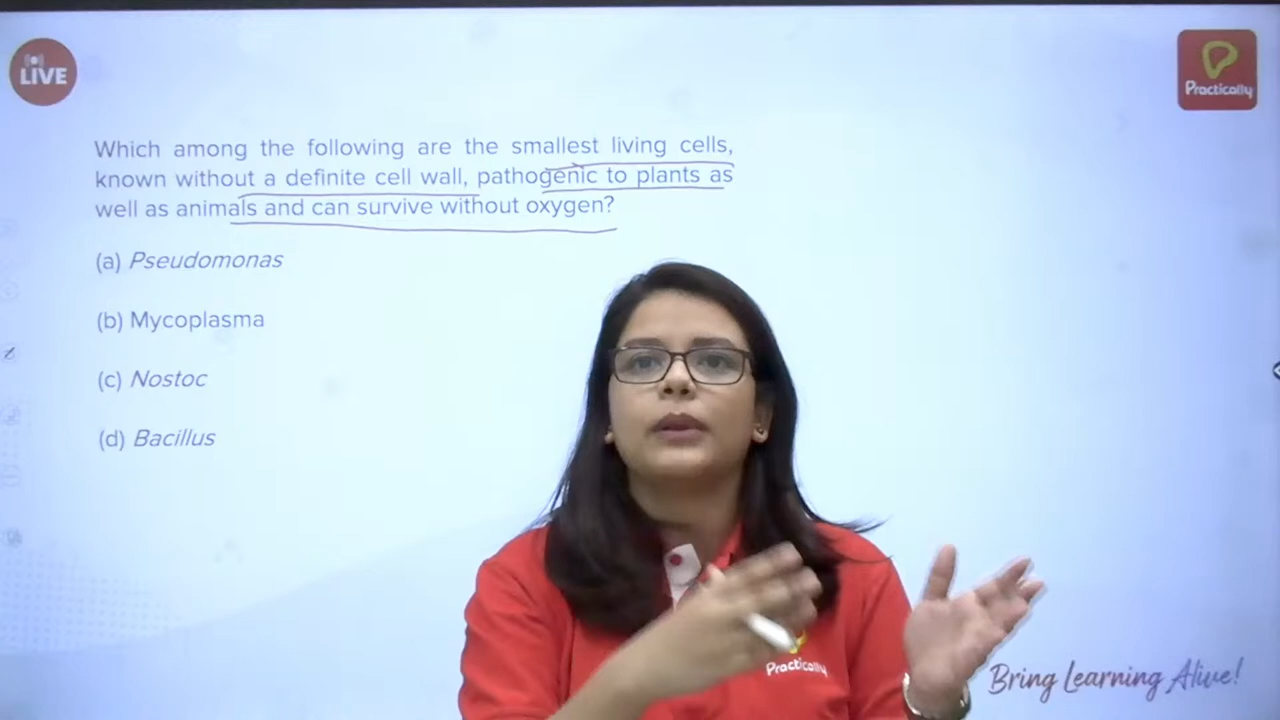 LIVE
Practically
Which among the following are the smallest living cells,
known without a definite cell wall, pathogenic to plants as
well as animals and can survive without oxygen?
(a) Pseudomonas
(b) Mycoplasma
(c) Nostoc
(d) Bacillus
Practically
Bring Learning Alive!